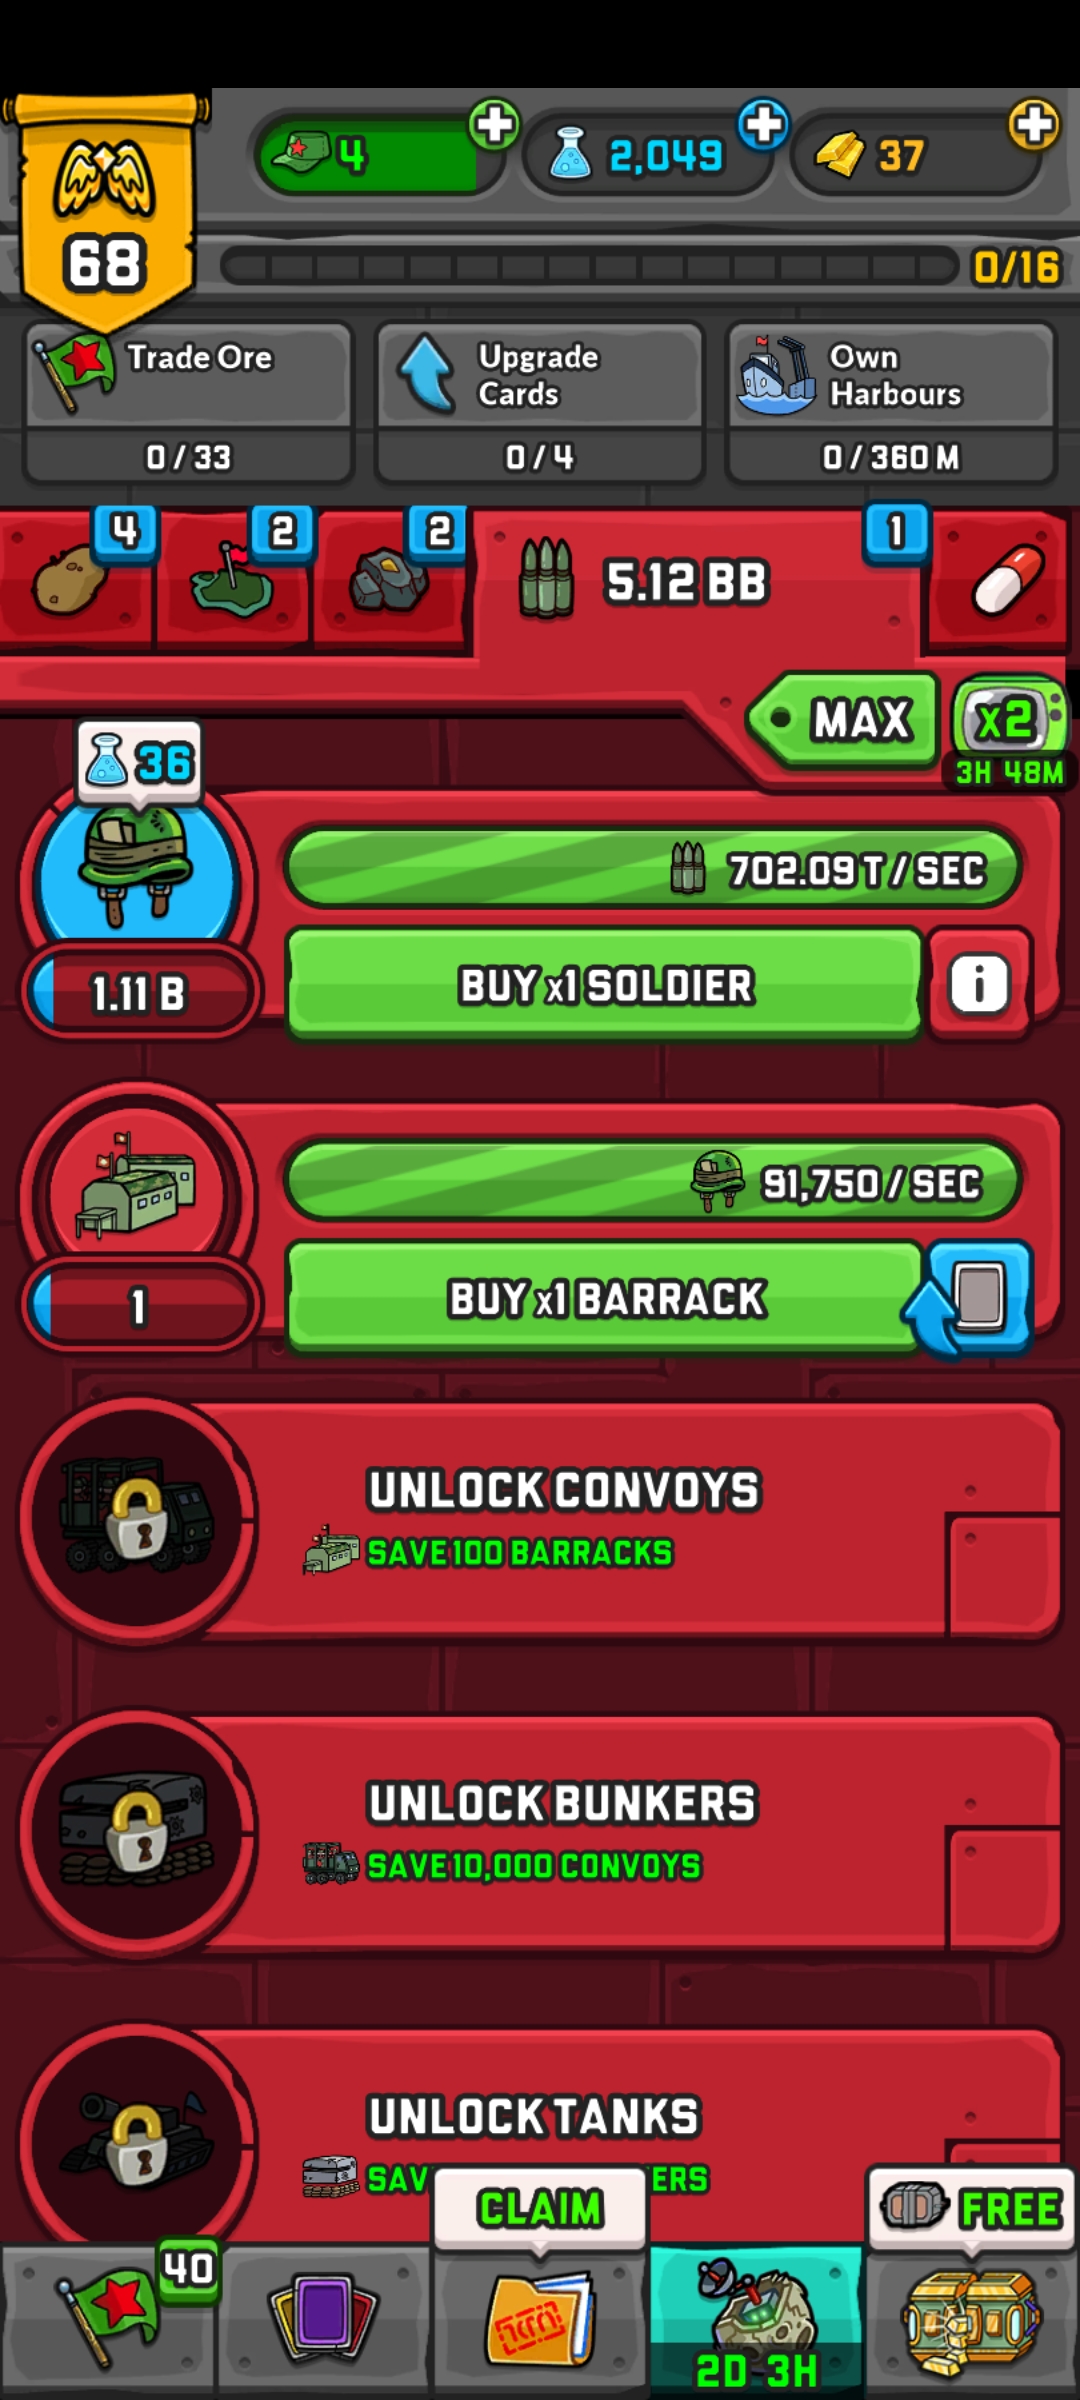 4
2,049
37
68
0/16
Trade Ore
0 / 33
Upgrade
Cards
0 / 4
Own
Harbours
0 / 360 M
4
2
2
5.12 BB
1
MAX
x2
3H 48M
36
702.09 T / SEC
1.11 B
BUY x1 SOLDIER
i
91,750 / SEC
1
BUY x1 BARRACK
UNLOCK CONVOYS
SAVE 100 BARRACKS
UNLOCK BUNKERS
SAVE 10,000 CONVOYS
UNLOCK TANKS
CLAIM
FREE
40
2D 3H